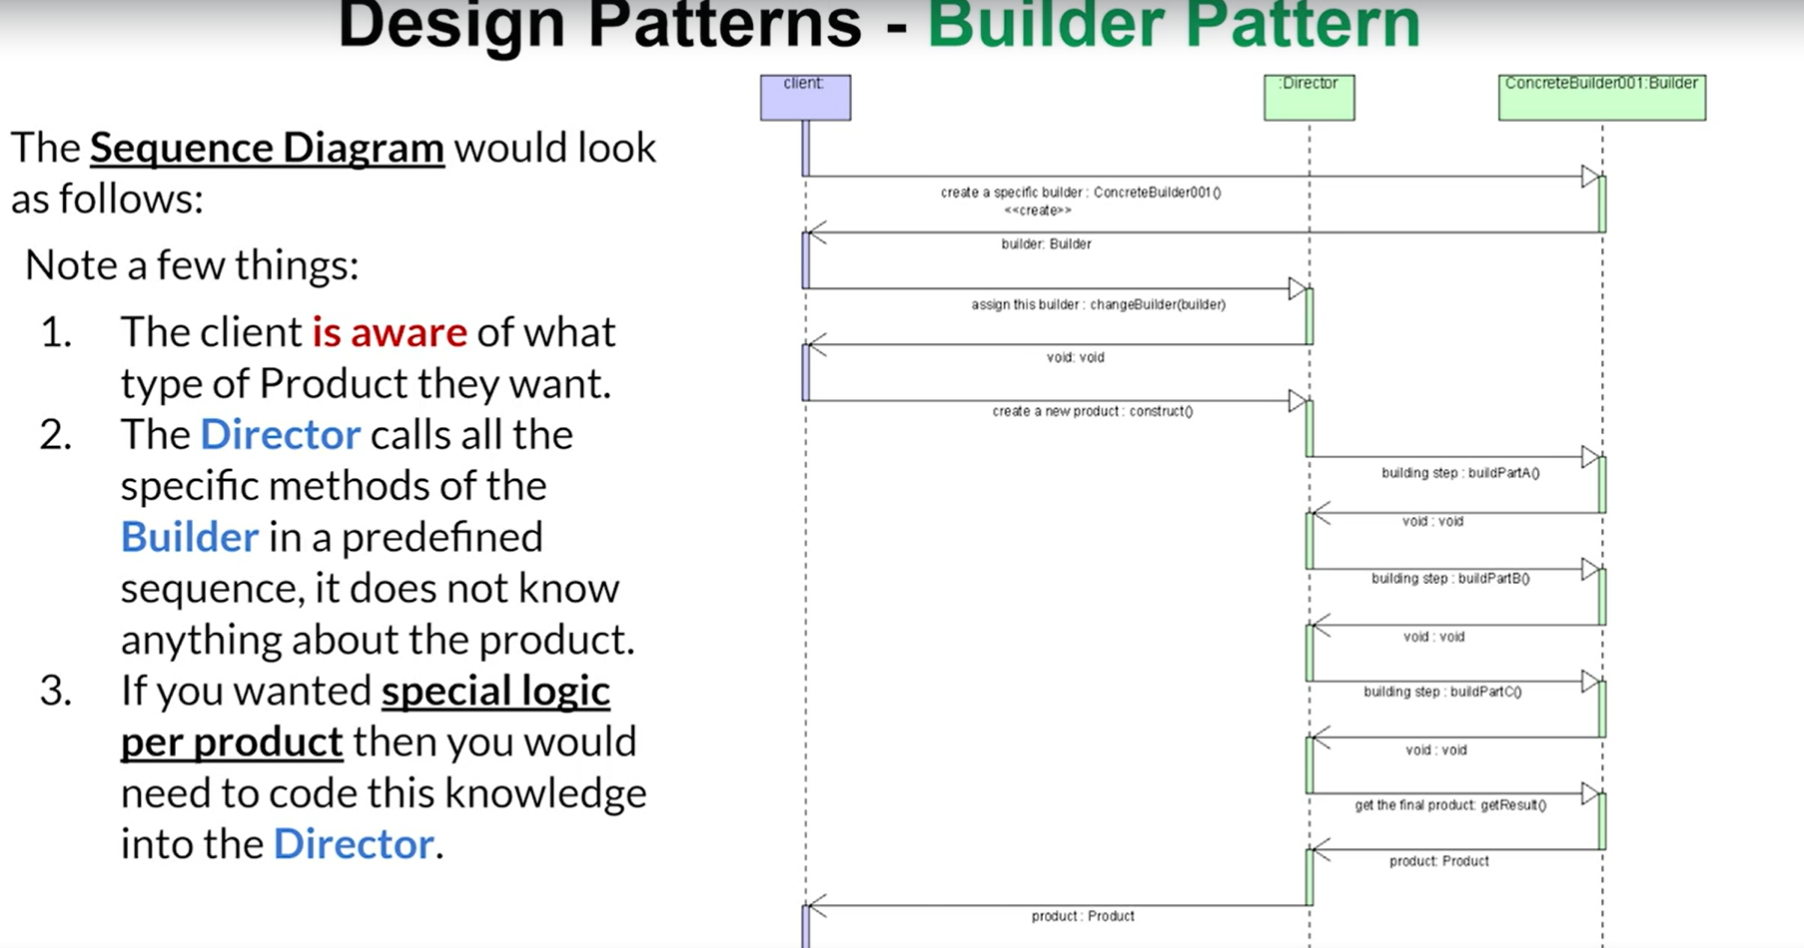 Design Patterns - Builder Pattern
The Sequence Diagram would look
as follows:
Note a few things:
1. The client is aware of what
type of Product they want.
2. The Director calls all the
specific methods of the
Builder in a predefined
sequence, it does not know
anything about the product.
3. If you wanted special logic
per product then you would
need to code this knowledge
into the Director.
client:
:Director
ConcreteBuilder001:Builder
create a specific builder : ConcreteBuilder001()
<<create>>
builder: Builder
assign this builder : changeBuilder(builder)
void: void
create a new product : construct()
building step : buildPartA()
void : void
building step : buildPartB()
void : void
building step : buildPartC()
void : void
get the final product: getResult()
product: Product
product : Product